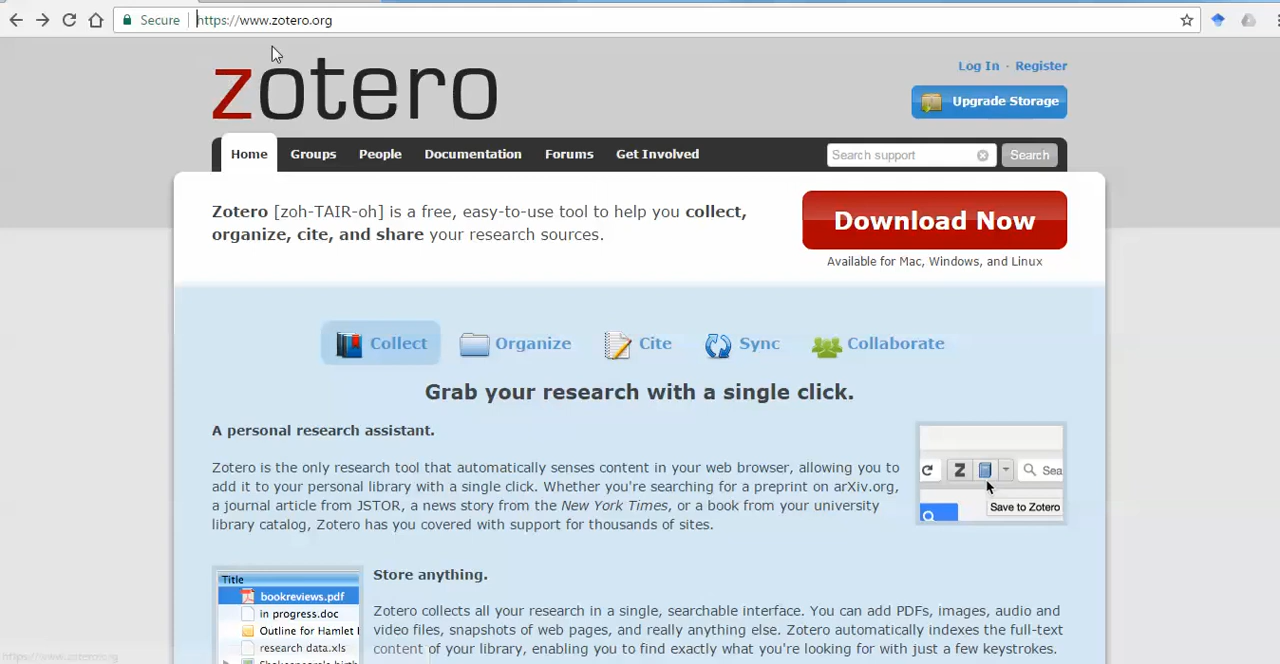 Secure https://www.zotero.org
zotero
Log In · Register
Upgrade Storage
Home Groups People Documentation Forums Get Involved
Search support Search
Zotero [zoh-TAIR-oh] is a free, easy-to-use tool to help you collect,
organize, cite, and share your research sources.
Download Now
Available for Mac, Windows, and Linux
Collect Organize Cite Sync Collaborate
Grab your research with a single click.
A personal research assistant.
Zotero is the only research tool that automatically senses content in your web browser, allowing you to
add it to your personal library with a single click. Whether you're searching for a preprint on arXiv.org,
a journal article from JSTOR, a news story from the New York Times, or a book from your university
library catalog, Zotero has you covered with support for thousands of sites.
Z Sea
Save to Zotero
Title
bookreviews.pdf
in progress.doc
Outline for Hamlet
research data.xls
Store anything.
Zotero collects all your research in a single, searchable interface. You can add PDFs, images, audio and
video files, snapshots of web pages, and really anything else. Zotero automatically indexes the full-text
content of your library, enabling you to find exactly what you're looking for with just a few keystrokes.
https://www.zotero.org